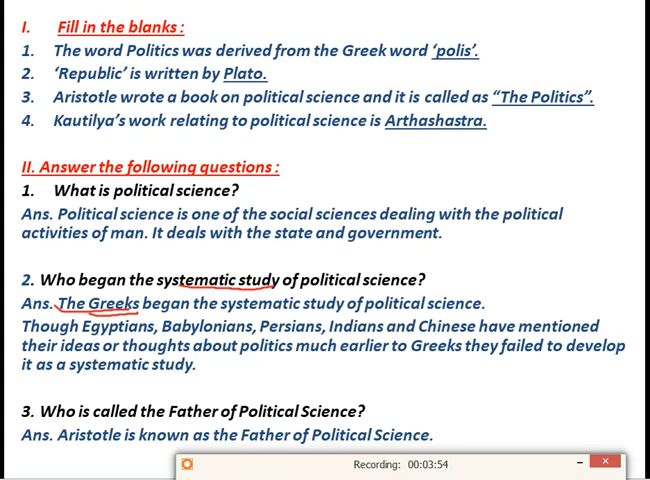 I. Fill in the blanks :
1. The word Politics was derived from the Greek word ‘polis’.
2. ‘Republic’ is written by Plato.
3. Aristotle wrote a book on political science and it is called as “The Politics”.
4. Kautilya’s work relating to political science is Arthashastra.
II. Answer the following questions :
1. What is political science?
Ans. Political science is one of the social sciences dealing with the political
activities of man. It deals with the state and government.
2. Who began the systematic study of political science?
Ans. The Greeks began the systematic study of political science.
Though Egyptians, Babylonians, Persians, Indians and Chinese have mentioned
their ideas or thoughts about politics much earlier to Greeks they failed to develop
it as a systematic study.
3. Who is called the Father of Political Science?
Ans. Aristotle is known as the Father of Political Science.
Recording: 00:03:54